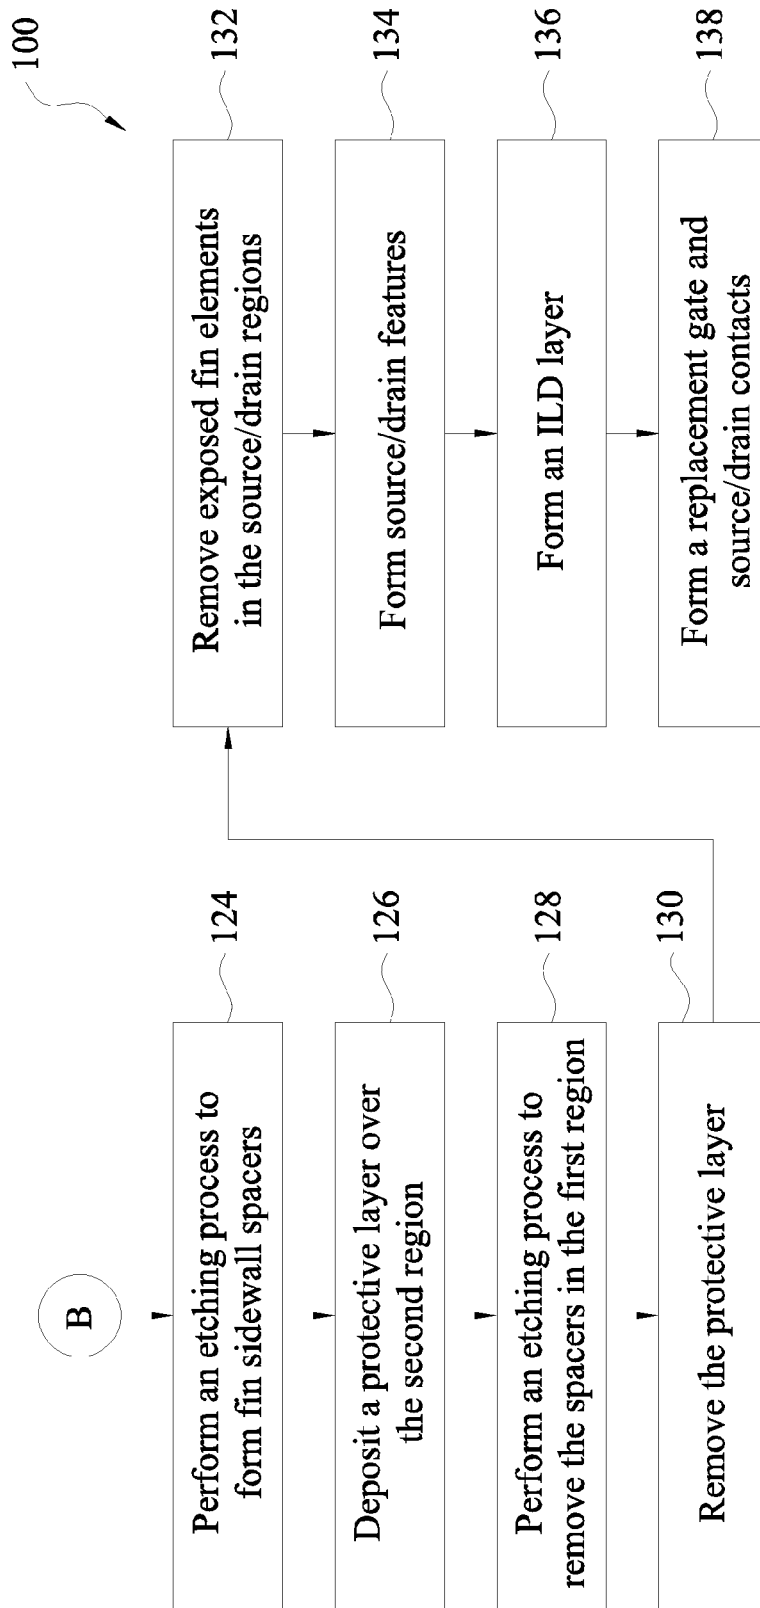 100
B
Perform an etching process to
form fin sidewall spacers
124
Deposit a protective layer over
the second region
126
Perform an etching process to
remove the spacers in the first region
128
Remove the protective layer
130
Remove exposed fin elements
in the source/drain regions
132
Form source/drain features
134
Form an ILD layer
136
Form a replacement gate and
source/drain contacts
138